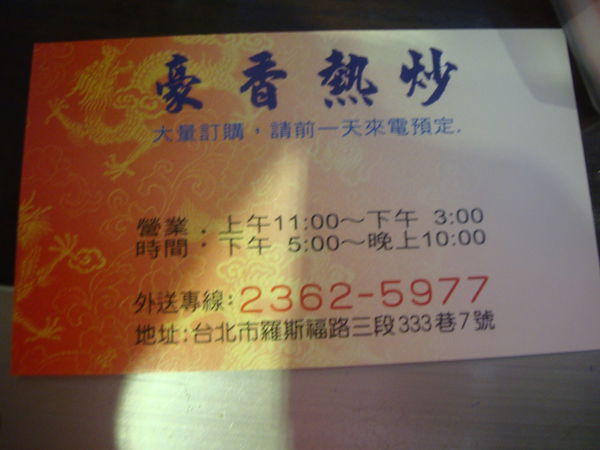 豪香熱炒
大量訂購，請前一天來電預定.
營業．上午11:00～下午 3:00
時間．下午 5:00～晚上10:00
外送專線:2362-5977
地址:台北市羅斯福路三段333巷7號